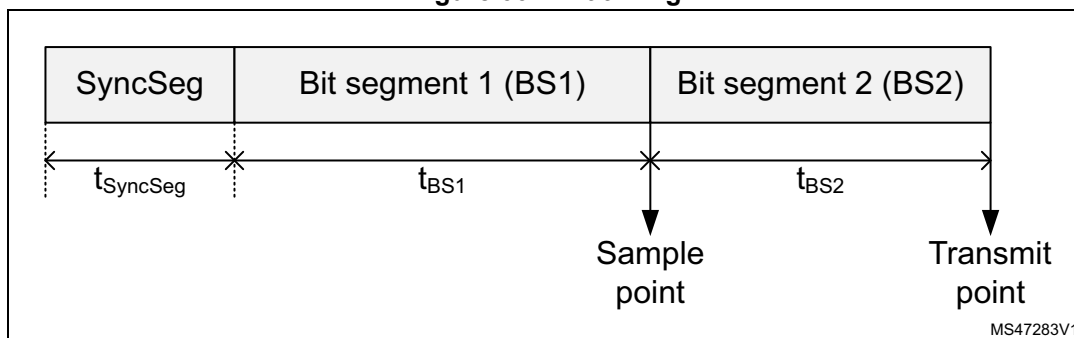 SyncSeg Bit segment 1 (BS1) Bit segment 2 (BS2)
tSyncSeg tBS1 tBS2
Sample point
Transmit point
MS47283V1